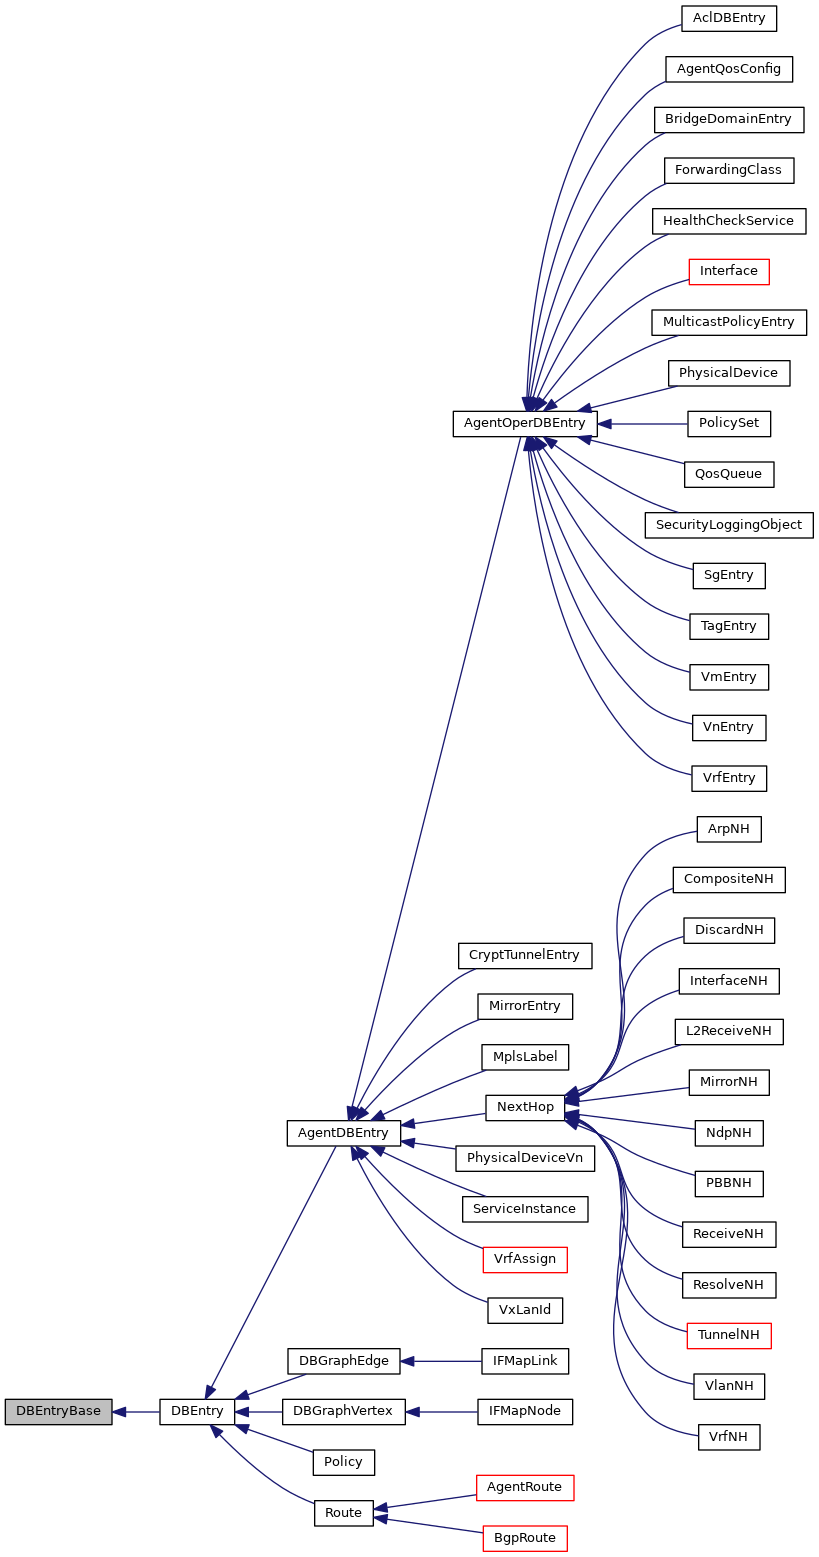 AclDBEntry
AgentQosConfig
BridgeDomainEntry
ForwardingClass
HealthCheckService
Interface
MulticastPolicyEntry
PhysicalDevice
AgentOperDBEntry
PolicySet
QosQueue
SecurityLoggingObject
SgEntry
TagEntry
VmEntry
VnEntry
VrfEntry
ArpNH
CompositeNH
DiscardNH
CryptTunnelEntry
InterfaceNH
MirrorEntry
L2ReceiveNH
MplsLabel
MirrorNH
NextHop
AgentDBEntry
NdpNH
PhysicalDeviceVn
PBBNH
ServiceInstance
ReceiveNH
VrfAssign
ResolveNH
VxLanId
TunnelNH
DBGraphEdge
IFMapLink
VlanNH
DBEntryBase
DBEntry
DBGraphVertex
IFMapNode
VrfNH
Policy
AgentRoute
Route
BgpRoute